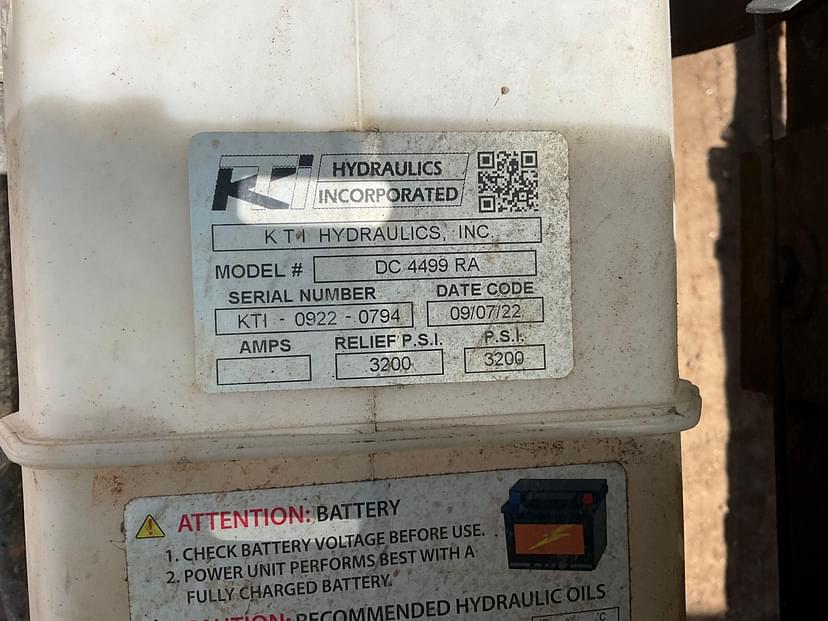 KTI HYDRAULICS
INCORPORATED
K T I HYDRAULICS, INC.
MODEL # DC 4499 RA
SERIAL NUMBER DATE CODE
KTI - 0922 - 0794 09/07/22
AMPS RELIEF P.S.I. P.S.I.
3200 3200
ATTENTION: BATTERY
1. CHECK BATTERY VOLTAGE BEFORE USE.
2. POWER UNIT PERFORMS BEST WITH A
FULLY CHARGED BATTERY.
CAUTION: RECOMMENDED HYDRAULIC OILS
°C